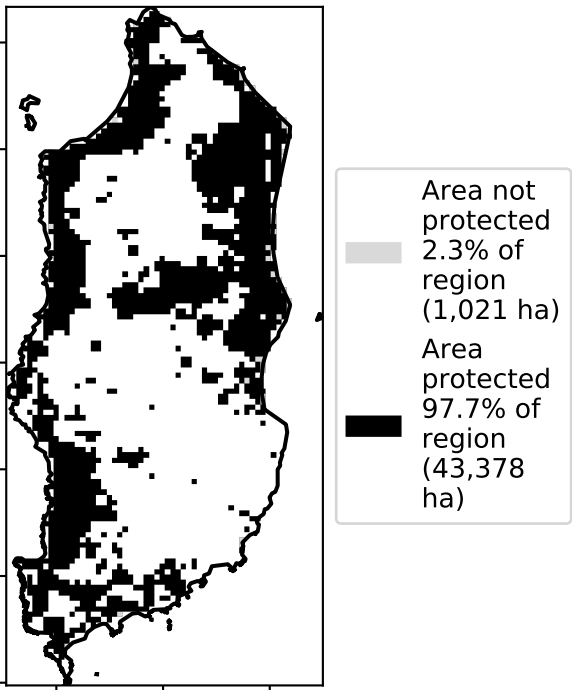 Area not
protected
2.3% of
region
(1,021 ha)
Area
protected
97.7% of
region
(43,378
ha)